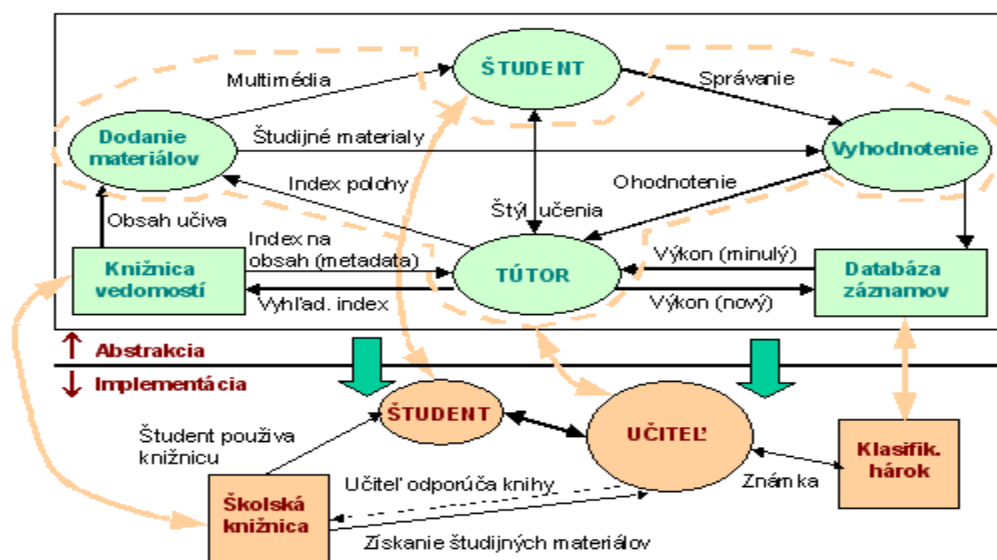 ŠTUDENT
Multimédia
Správanie
Dodanie
materiálov
Študijné materialy
Vyhodnotenie
Index polohy
Ohodnotenie
Štýl učenia
Obsah učiva
Index na
obsah (metadata)
Knižnica
vedomostí
TÚTOR
Výkon (minulý)
Databáza
záznamov
Vyhľad. index
Výkon (nový)
Abstrakcia
Implementácia
ŠTUDENT
UČITEĽ
Klasifik.
hárok
Študent použiva
knižnicu
Učiteľ odporúča knihy
Známka
Školská
knižnica
Získanie študijných materiálov